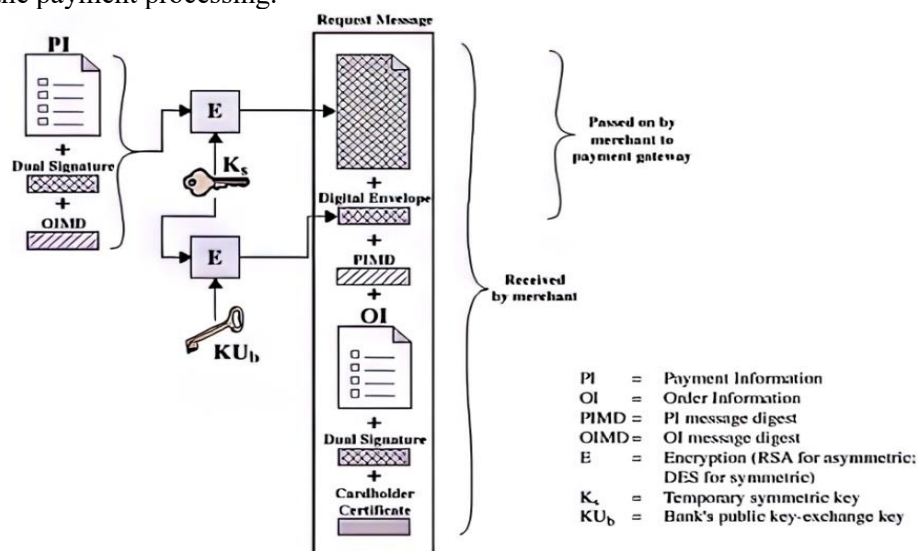 the payment processing.
Request Message
PI
+
Dual Signature
+
OIMD
E
Ks
E
KUb
+
Digital Envelope
+
PIMD
+
OI
+
Dual Signature
+
Cardholder
Certificate
Passed on by
merchant to
payment gateway
Received
by merchant
PI = Payment Information
OI = Order Information
PIMD = PI message digest
OIMD = OI message digest
E = Encryption (RSA for asymmetric;
DES for symmetric)
Ks = Temporary symmetric key
KUb = Bank's public key-exchange key